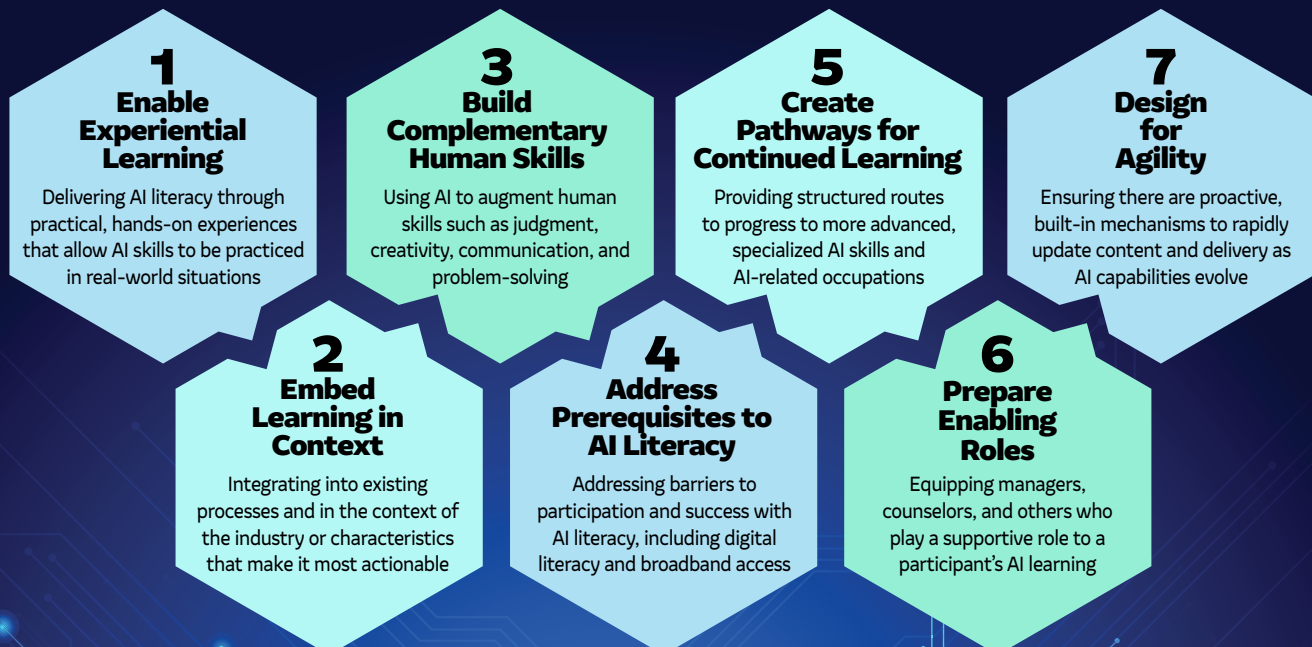 1
Enable
Experiential
Learning
Delivering AI literacy through
practical, hands-on experiences
that allow AI skills to be practiced
in real-world situations
2
Embed
Learning in
Context
Integrating into existing
processes and in the context of
the industry or characteristics
that make it most actionable
3
Build
Complementary
Human Skills
Using AI to augment human
skills such as judgment,
creativity, communication, and
problem-solving
4
Address
Prerequisites to
AI Literacy
Addressing barriers to
participation and success with
AI literacy, including digital
literacy and broadband access
5
Create
Pathways for
Continued Learning
Providing structured routes
to progress to more advanced,
specialized AI skills and
AI-related occupations
6
Prepare
Enabling
Roles
Equipping managers,
counselors, and others who
play a supportive role to a
participant's AI learning
7
Design
for
Agility
Ensuring there are proactive,
built-in mechanisms to rapidly
update content and delivery as
AI capabilities evolve